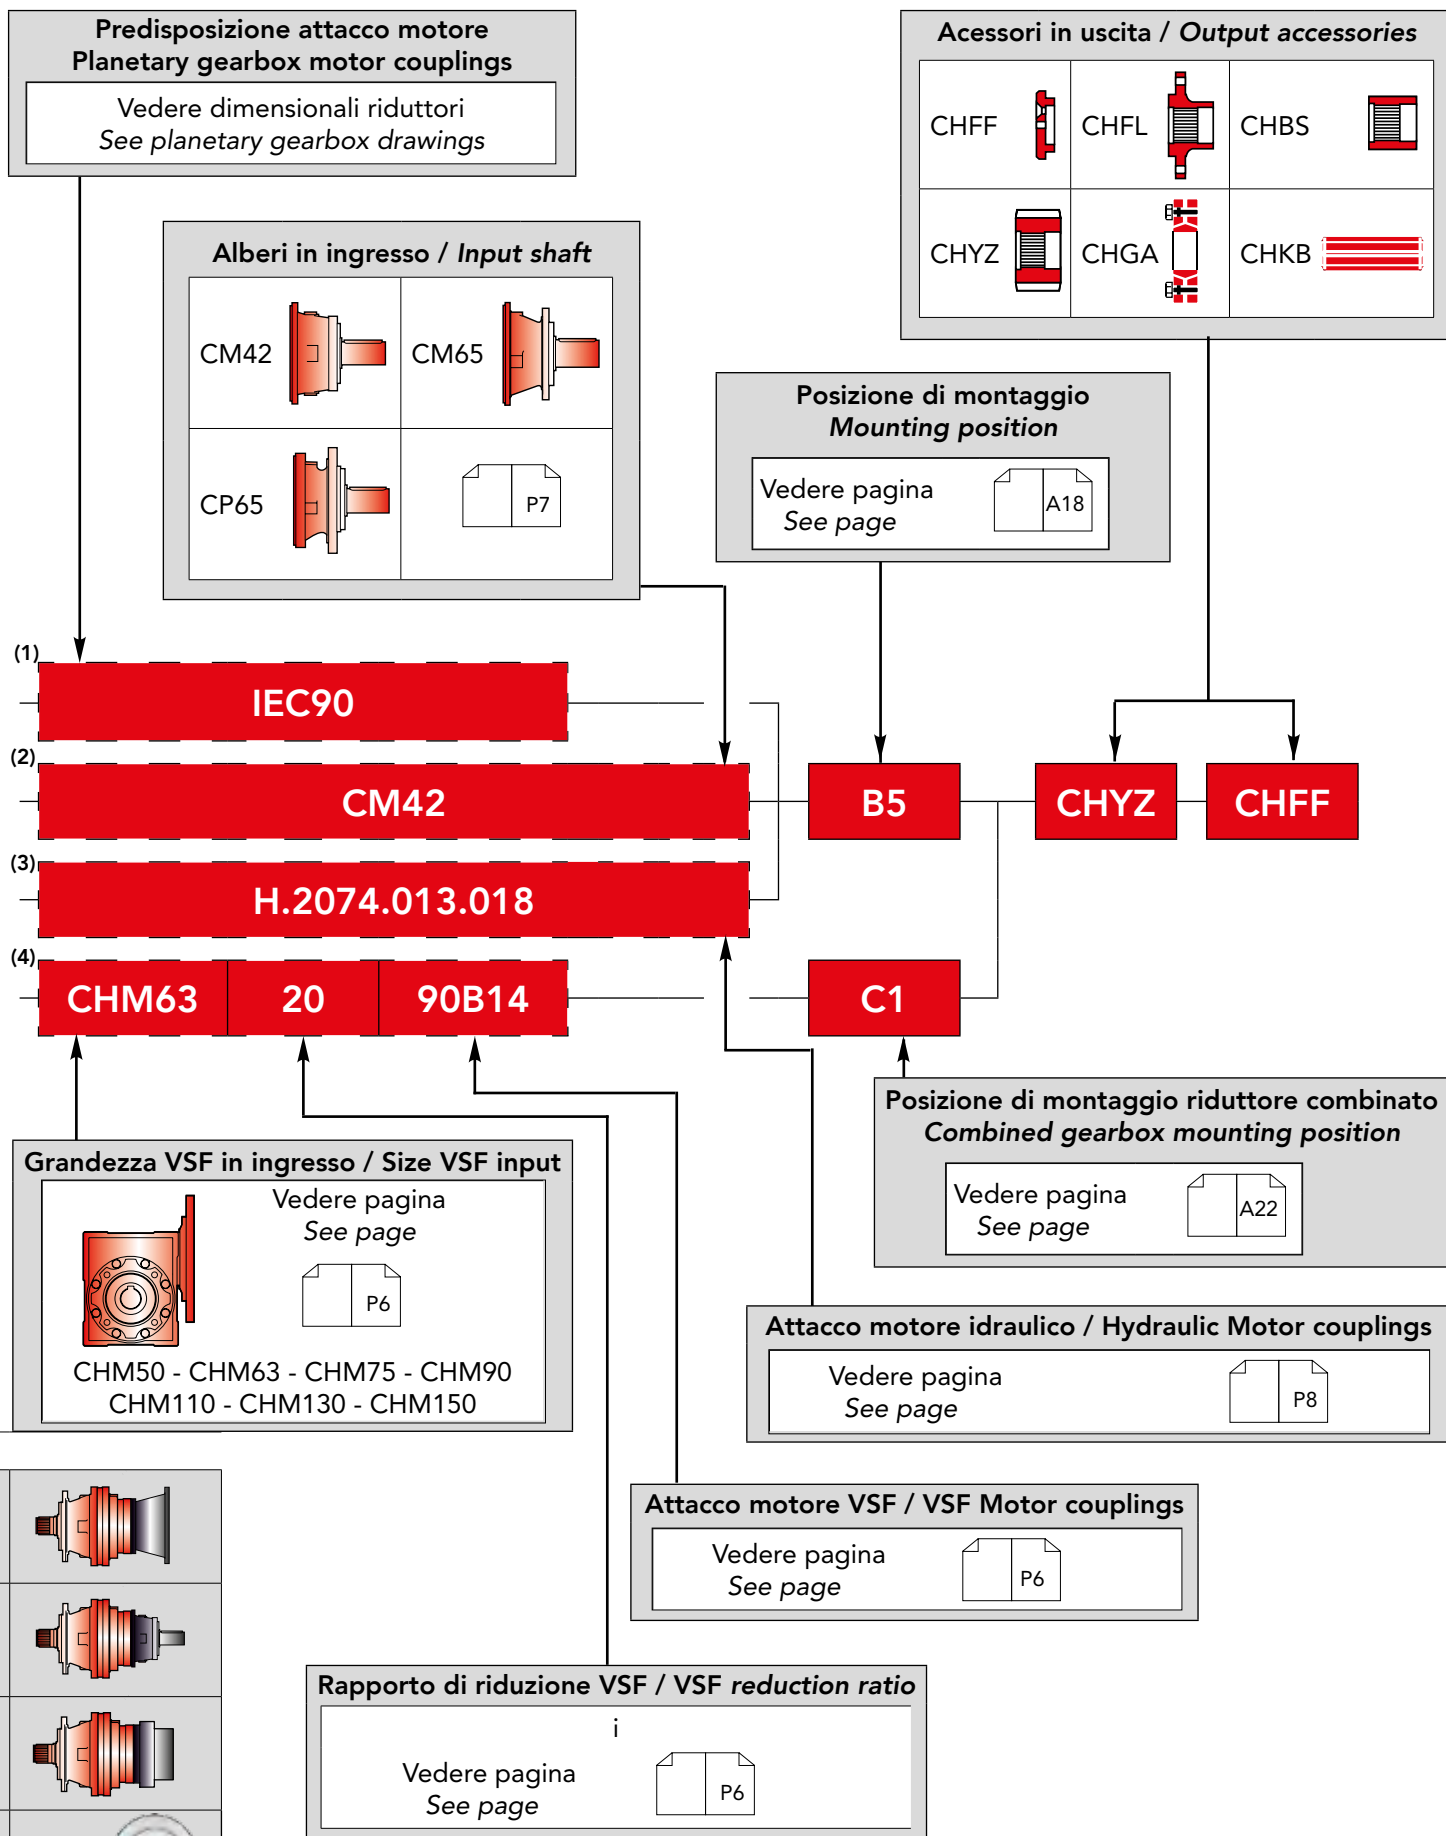 Predisposizione attacco motore
Planetary gearbox motor couplings
Vedere dimensionali riduttori
See planetary gearbox drawings
Acessori in uscita / Output accessories
CHFF
CHFL
CHBS
CHYZ
CHGA
CHKB
Alberi in ingresso / Input shaft
CM42
CM65
CP65
P7
Posizione di montaggio
Mounting position
Vedere pagina
See page
A18
(1)
IEC90
(2)
CM42
B5
CHYZ
CHFF
(3)
H.2074.013.018
(4)
CHM63
20
90B14
C1
Posizione di montaggio riduttore combinato
Combined gearbox mounting position
Vedere pagina
See page
A22
Grandezza VSF in ingresso / Size VSF input
Vedere pagina
See page
P6
CHM50 - CHM63 - CHM75 - CHM90
CHM110 - CHM130 - CHM150
Attacco motore idraulico / Hydraulic Motor couplings
Vedere pagina
See page
P8
Attacco motore VSF / VSF Motor couplings
Vedere pagina
See page
P6
Rapporto di riduzione VSF / VSF reduction ratio
i
Vedere pagina
See page
P6